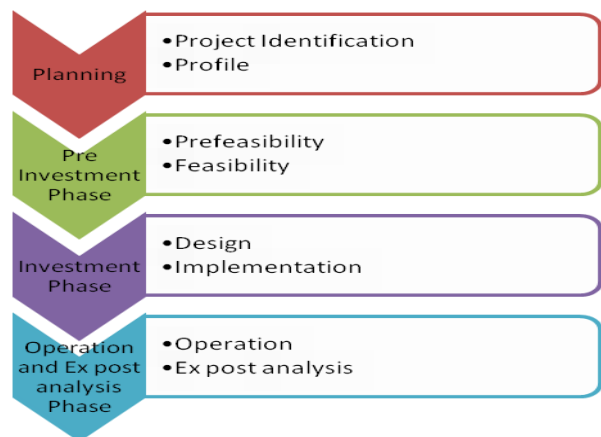 Planning
•Project Identification
•Profile
Pre
Investment
Phase
•Prefeasibility
•Feasibility
Investment
Phase
•Design
•Implementation
Operation
and Ex post
analysis
Phase
•Operation
•Ex post analysis